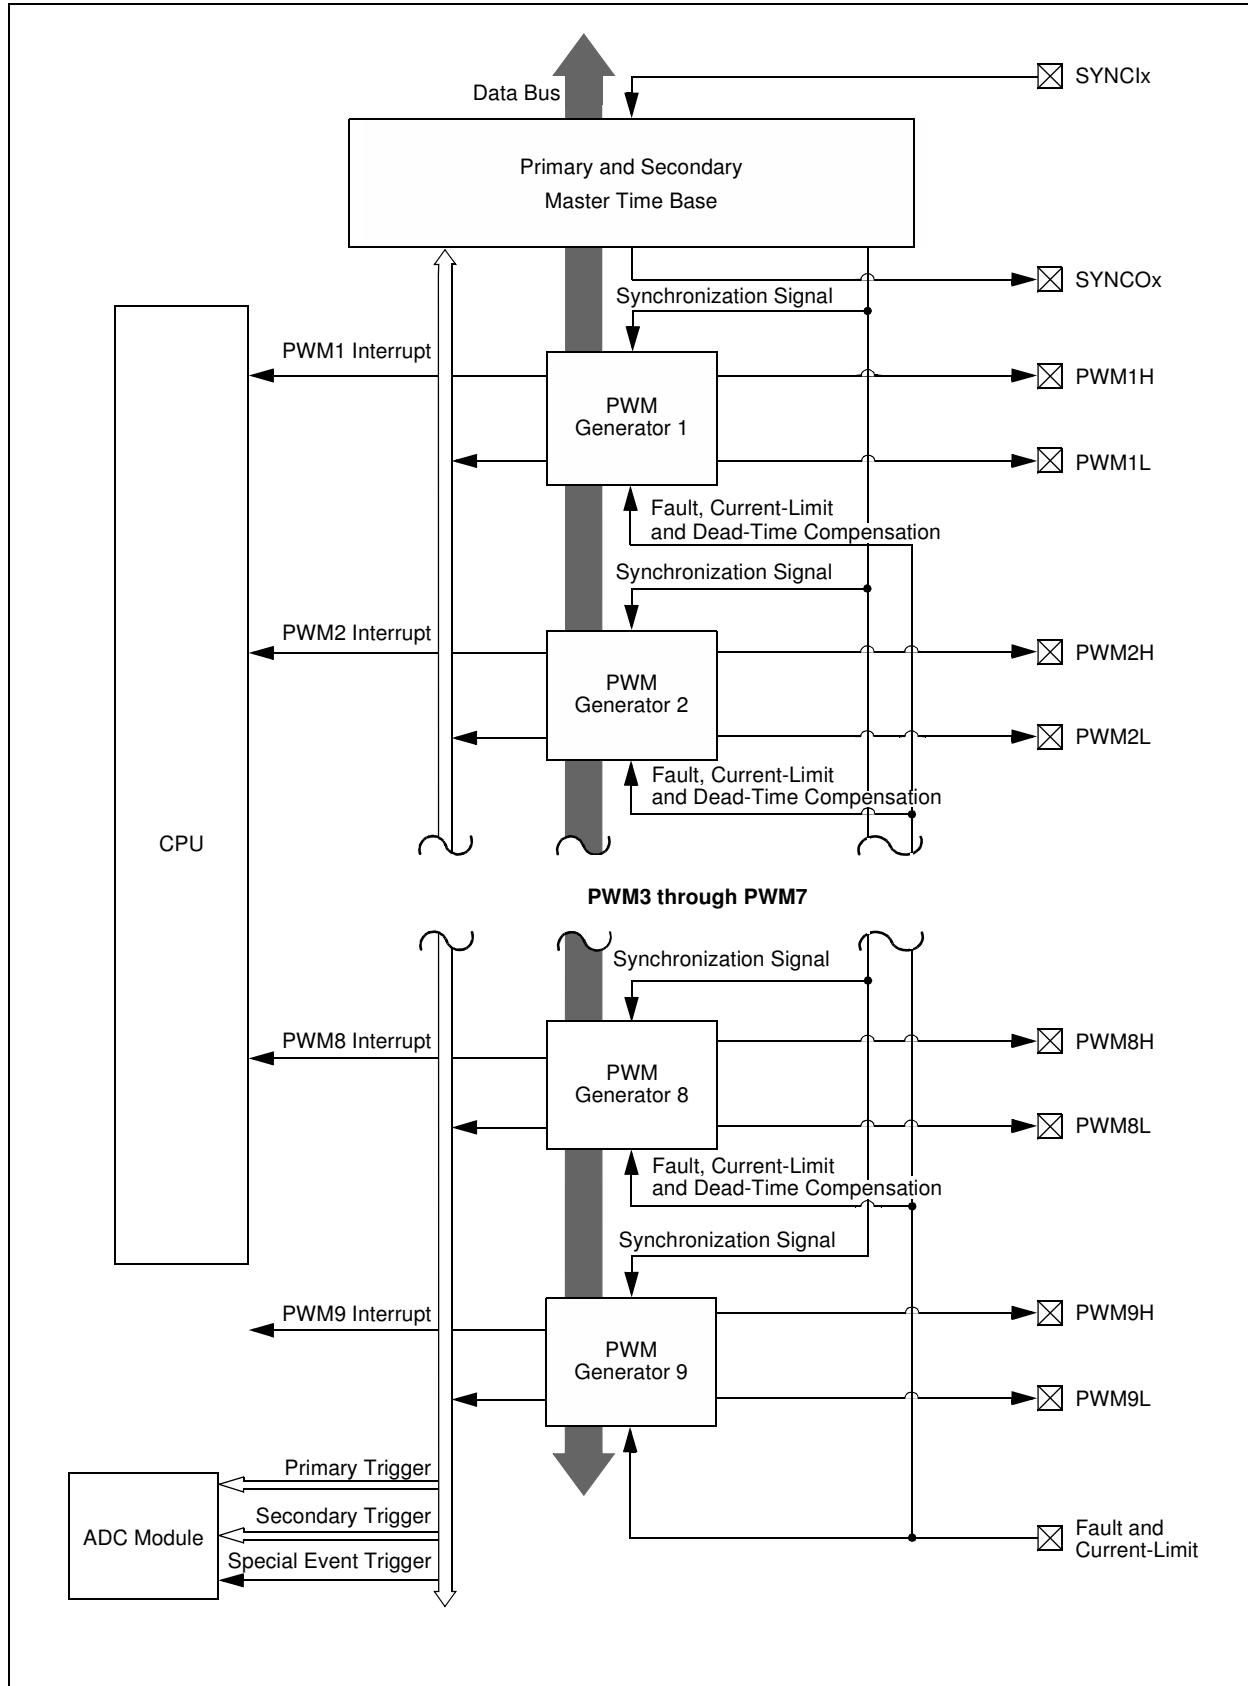 SYNCIx
Data Bus
Primary and Secondary
Master Time Base
SYNCOx
Synchronization Signal
PWM1 Interrupt
PWM1H
PWM
Generator 1
PWM1L
Fault, Current-Limit
and Dead-Time Compensation
Synchronization Signal
PWM2 Interrupt
PWM2H
PWM
Generator 2
PWM2L
Fault, Current-Limit
and Dead-Time Compensation
CPU
PWM3 through PWM7
Synchronization Signal
PWM8 Interrupt
PWM8H
PWM
Generator 8
PWM8L
Fault, Current-Limit
and Dead-Time Compensation
Synchronization Signal
PWM9 Interrupt
PWM9H
PWM
Generator 9
PWM9L
Primary Trigger
Secondary Trigger
ADC Module
Special Event Trigger
Fault and
Current-Limit